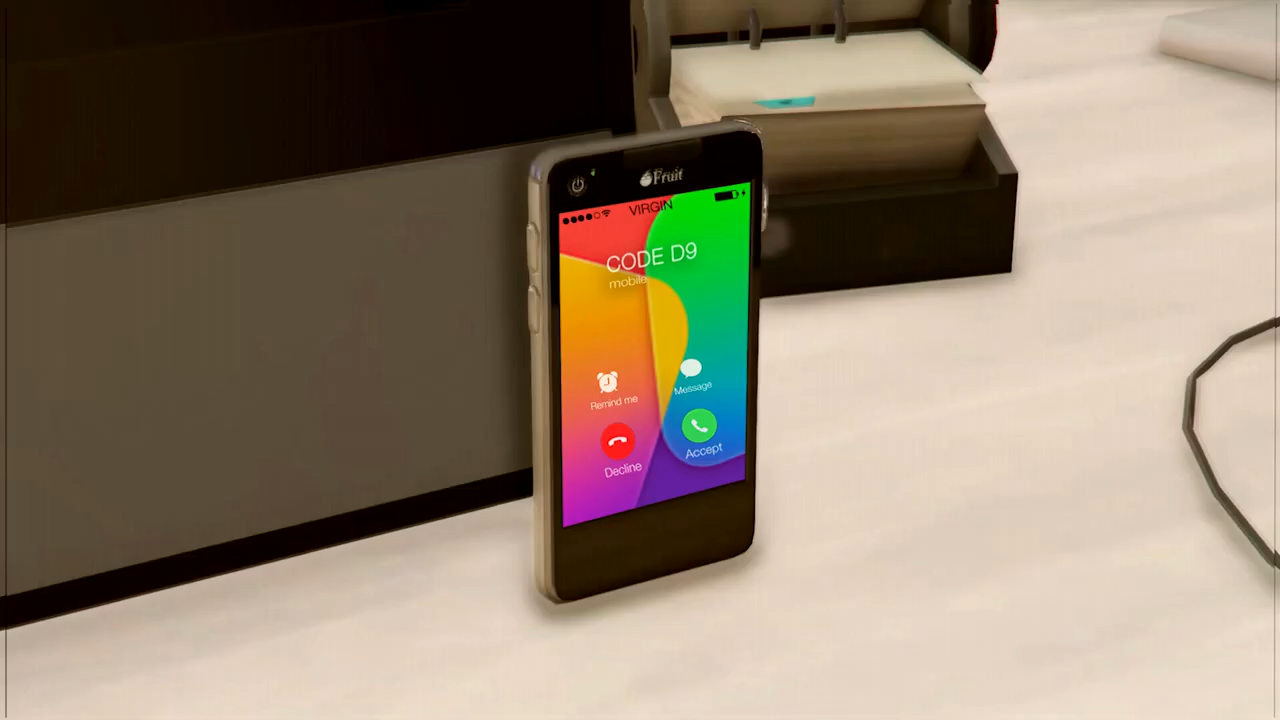 Fruit
VIRGIN
CODE D9
mobile
Remind me
Message
Decline
Accept